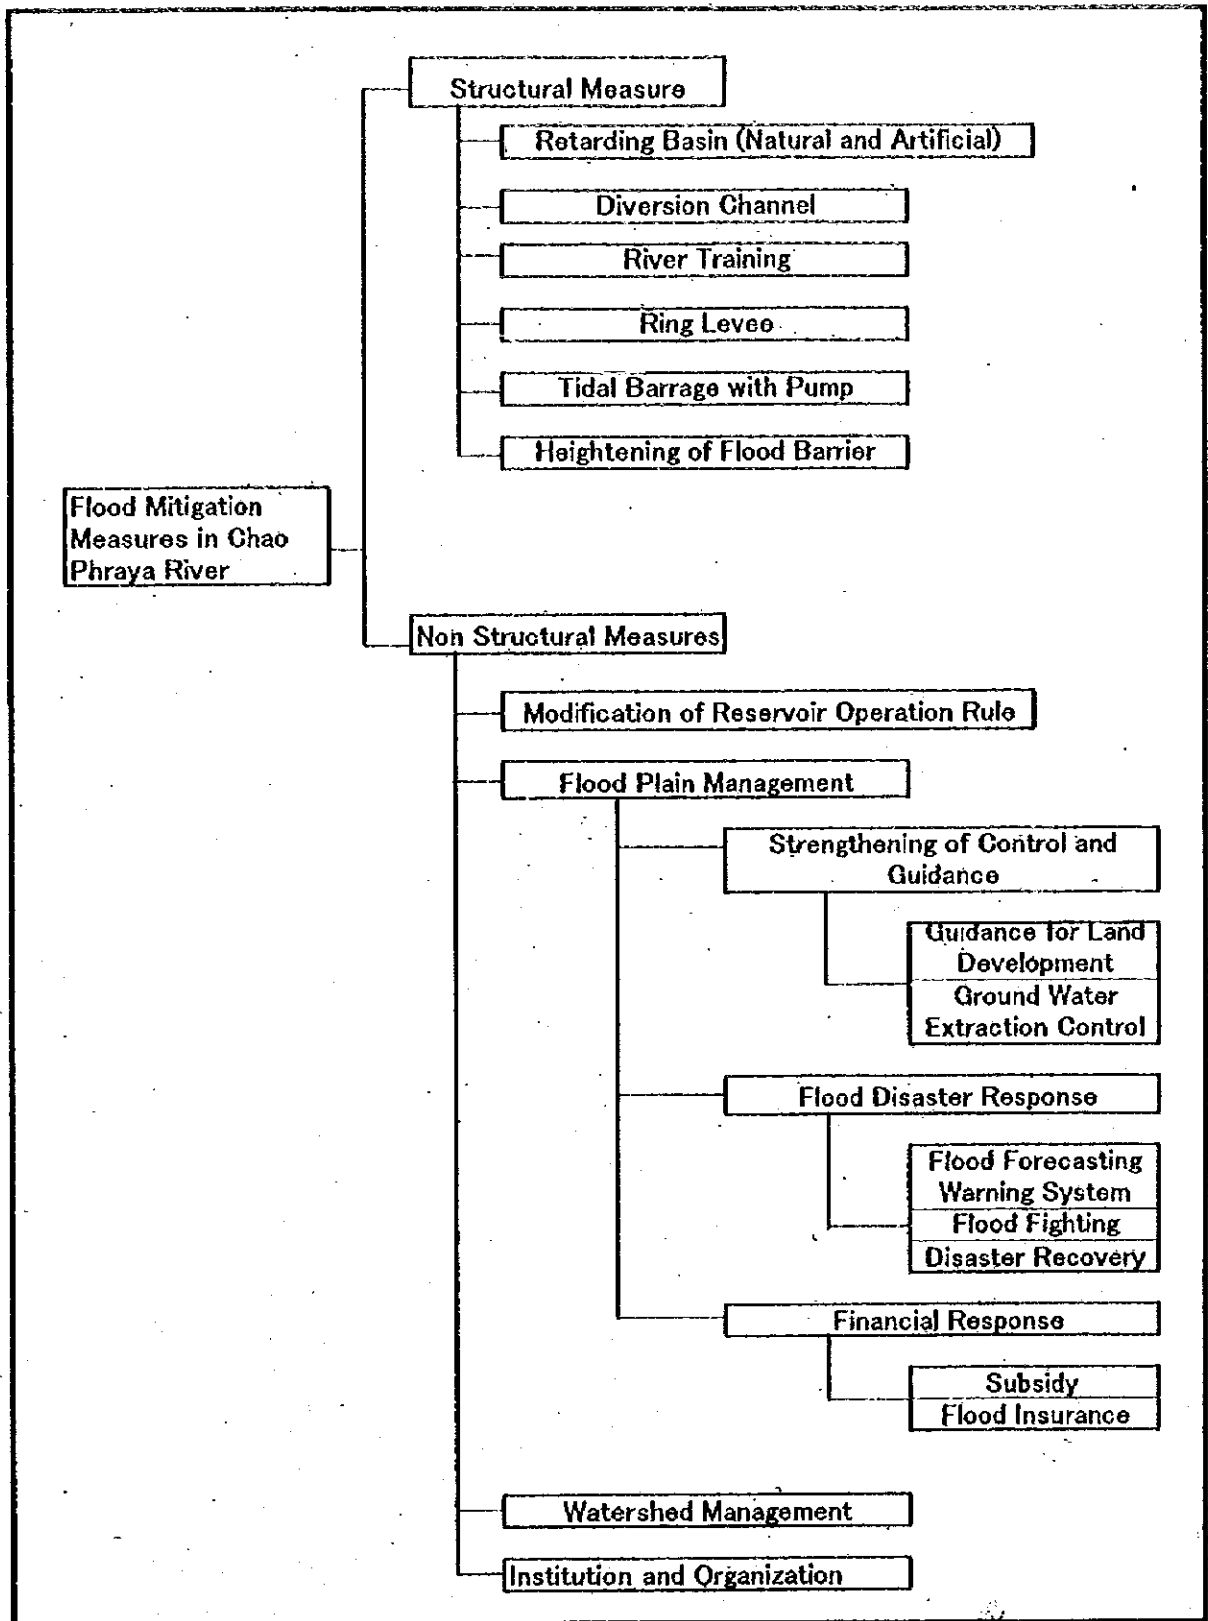 Structural Measure
Retarding Basin (Natural and Artificial)
Diversion Channel
River Training
Ring Levee
Tidal Barrage with Pump
Heightening of Flood Barrier
Flood Mitigation
Measures in Chao
Phraya River
Non Structural Measures
Modification of Reservoir Operation Rule
Flood Plain Management
Strengthening of Control and
Guidance
Guidance for Land
Development
Ground Water
Extraction Control
Flood Disaster Response
Flood Forecasting
Warning System
Flood Fighting
Disaster Recovery
Financial Response
Subsidy
Flood Insurance
Watershed Management
Institution and Organization